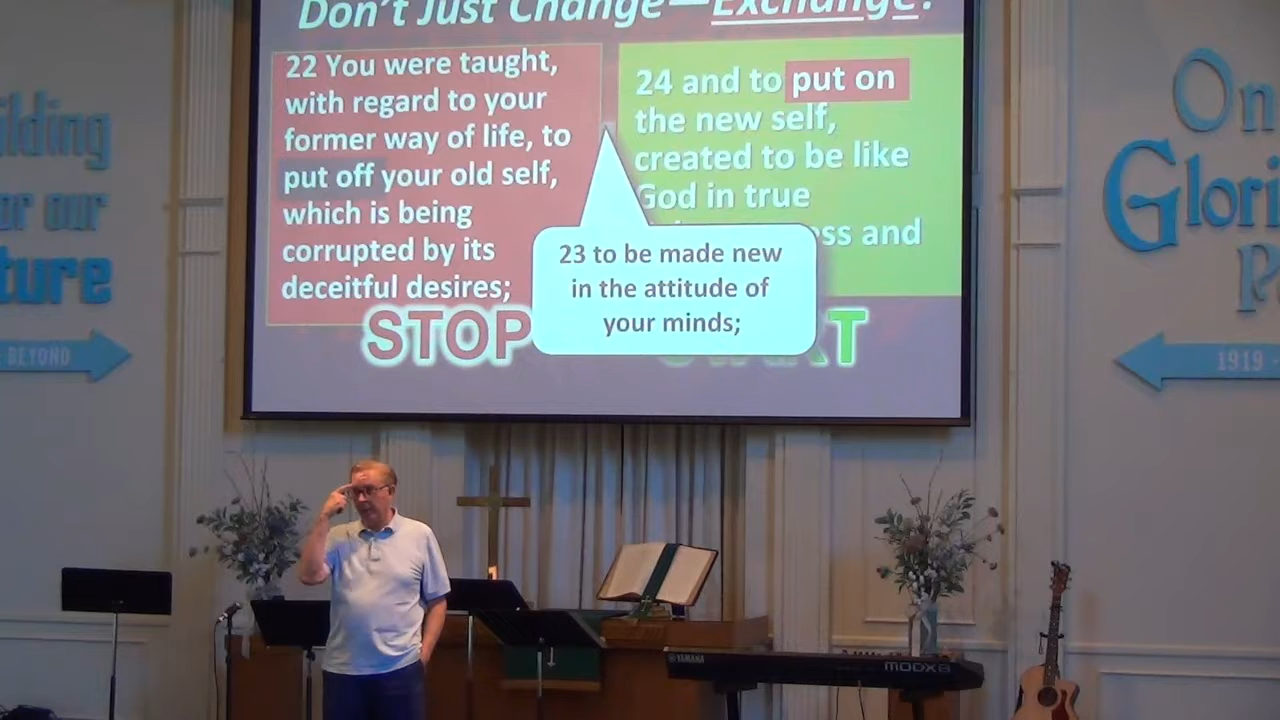 Don't Just Change—Exchange!
22 You were taught,
with regard to your
former way of life, to
put off your old self,
which is being
corrupted by its
deceitful desires;
STOP
24 and to put on
the new self,
created to be like
God in true
ess and
23 to be made new
in the attitude of
your minds;
T
ilding
or our
ture
BEYOND
On
Glori
P
1919 -
YAMAHA
MODX8